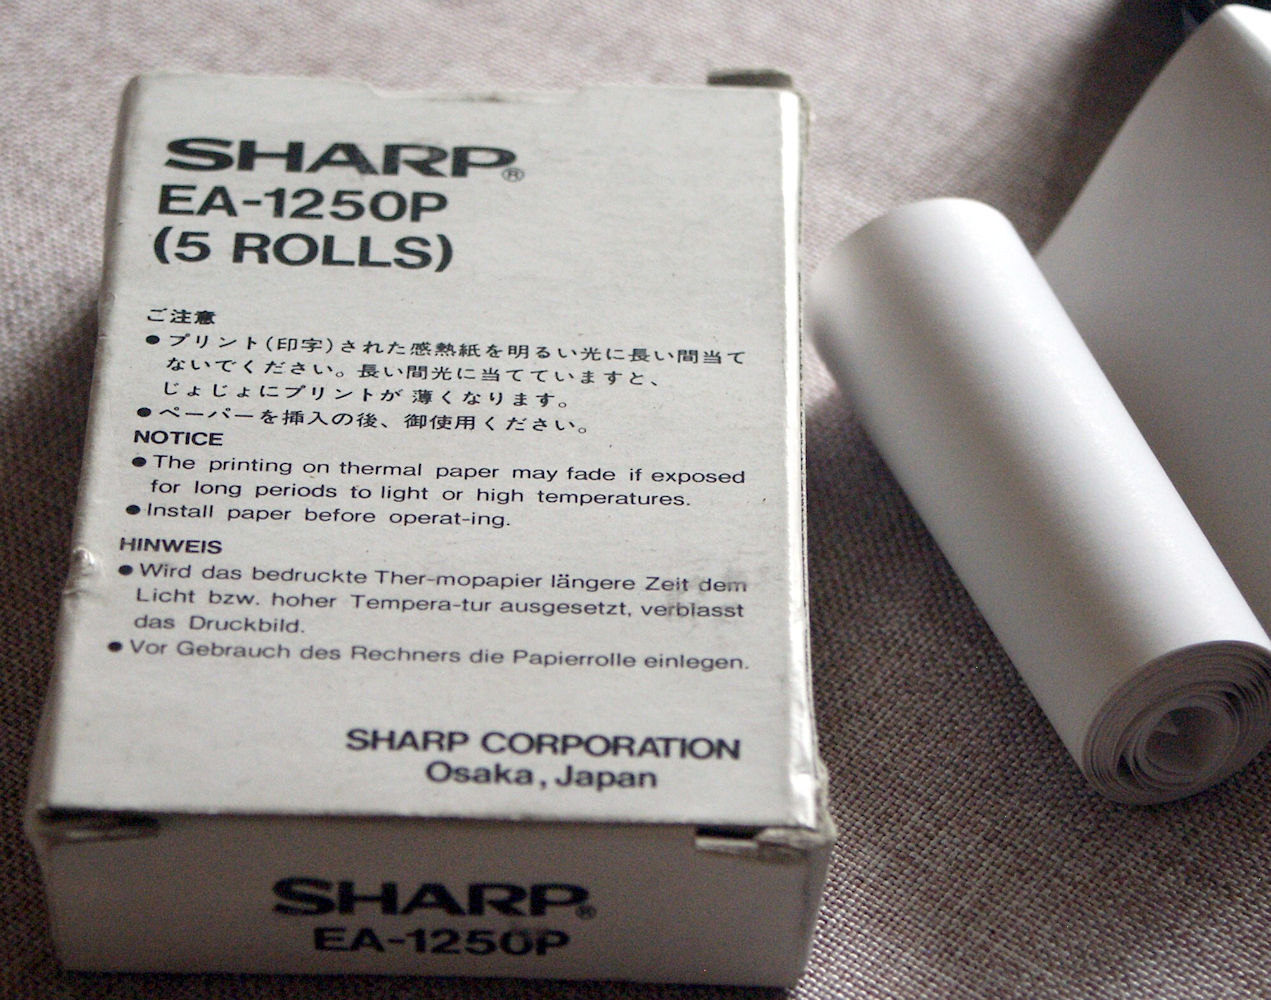 SHARP®
EA-1250P
(5 ROLLS)
ご注意
●プリント(印字)された感熱紙を明るい光に長い間当て
ないでください。長い間光に当てていますと、
じょじょにプリントが薄くなります。
●ペーパーを挿入の後、御使用ください。
NOTICE
●The printing on thermal paper may fade if exposed
for long periods to light or high temperatures.
●Install paper before operat-ing.
HINWEIS
●Wird das bedruckte Ther-mopapier längere Zeit dem
Licht bzw. hoher Tempera-tur ausgesetzt, verblasst
das Druckbild.
●Vor Gebrauch des Rechners die Papierrolle einlegen.
SHARP CORPORATION
Osaka, Japan
SHARP®
EA-1250P